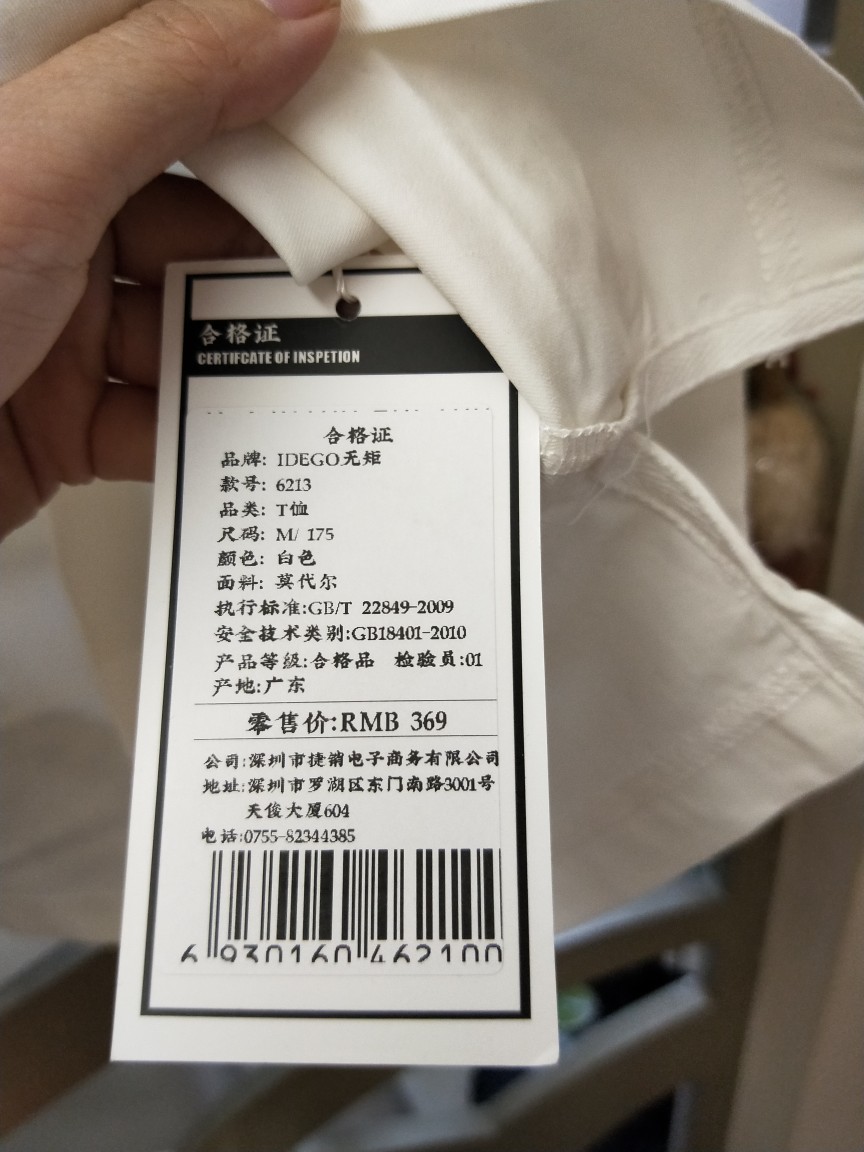 合格证
CERTIFCATE OF INSPETION
合格证
品牌: IDEGO无矩
款号: 6213
品类: T恤
尺码: M/ 175
颜色: 白色
面料: 莫代尔
执行标准:GB/T 22849-2009
安全技术类别:GB18401-2010
产品等级:合格品 检验员:01
产地:广东
零售价:RMB 369
公司:深圳市捷销电子商务有限公司
地址:深圳市罗湖区东门南路3001号
天俊大厦604
电话:0755-82344385
6 930160 462100